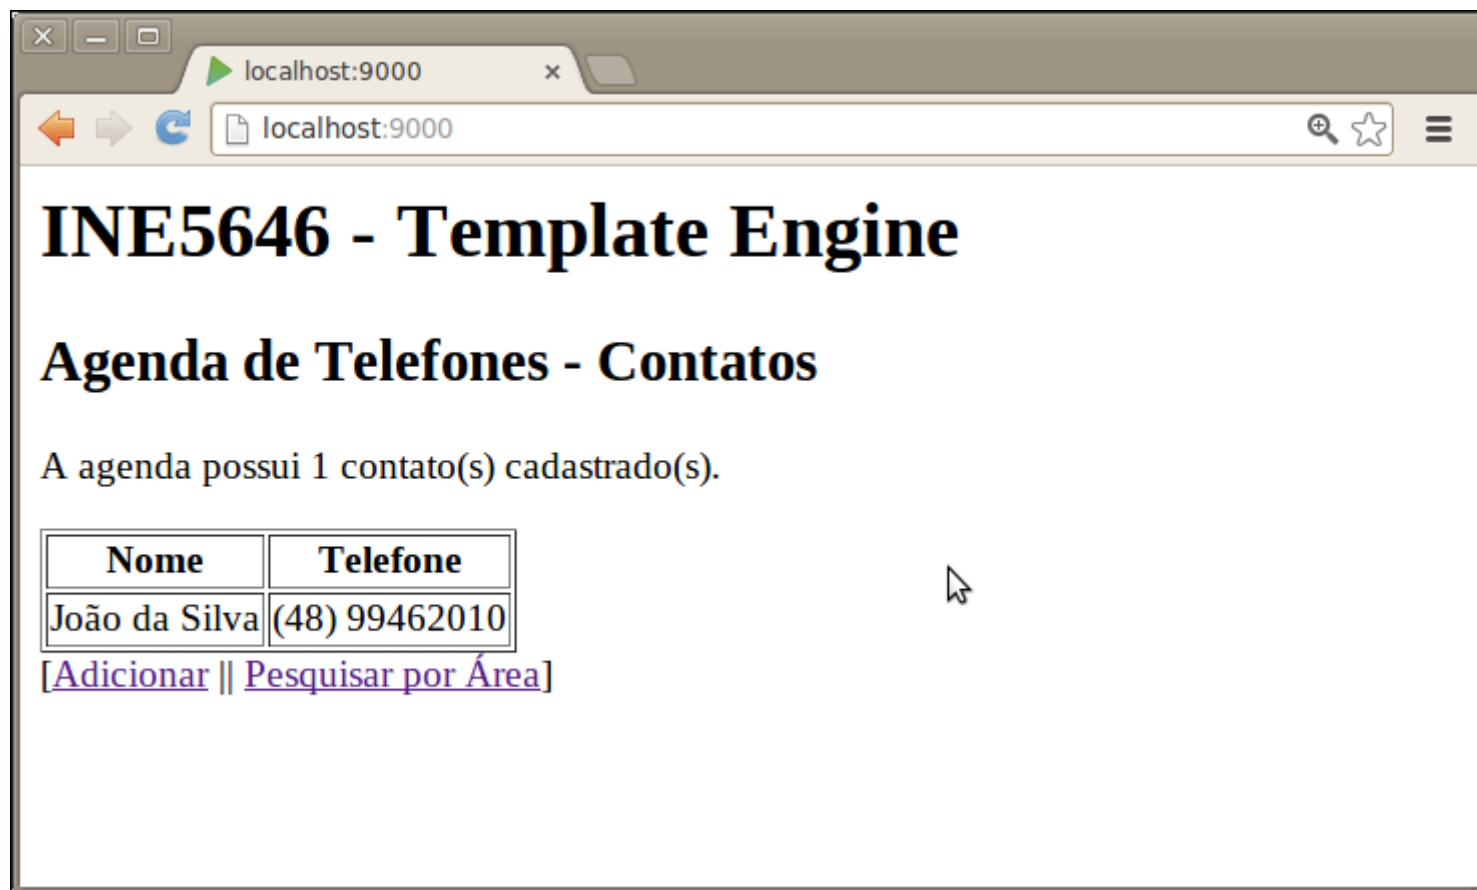 localhost:9000
localhost:9000
INE5646 - Template Engine
Agenda de Telefones - Contatos
A agenda possui 1 contato(s) cadastrado(s).
Nome Telefone
João da Silva (48) 99462010
[Adicionar || Pesquisar por Área]